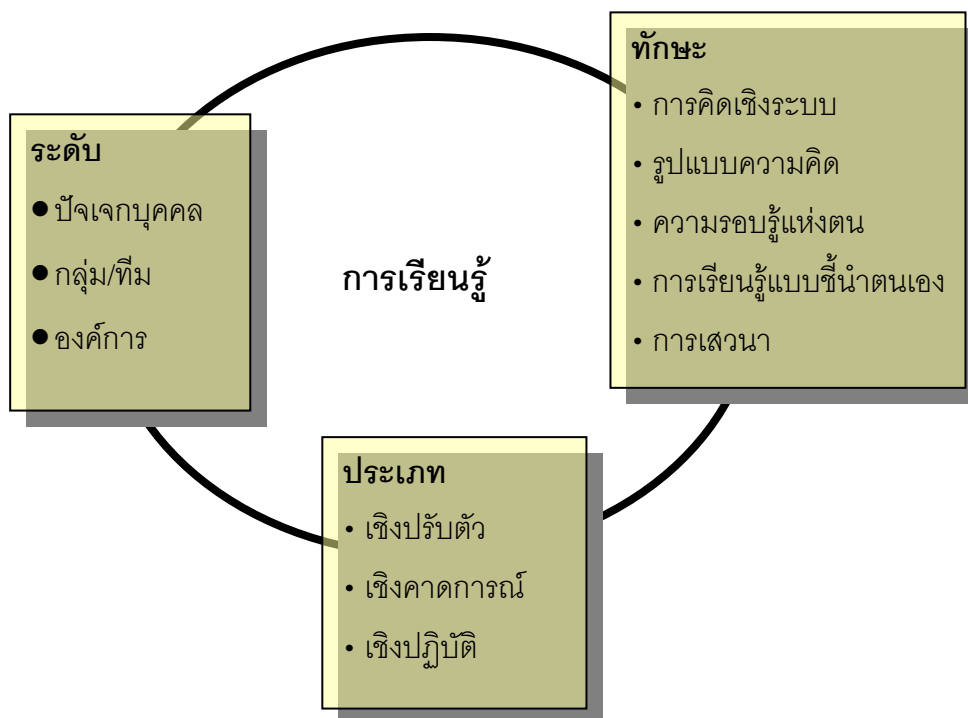 ระดับ
● ปัจเจกบุคคล
● กลุ่ม/ทีม
● องค์การ
การเรียนรู้
ทักษะ
• การคิดเชิงระบบ
• รูปแบบความคิด
• ความรอบรู้แห่งตน
• การเรียนรู้แบบชี้นำตนเอง
• การเสวนา
ประเภท
• เชิงปรับตัว
• เชิงคาดการณ์
• เชิงปฏิบัติ